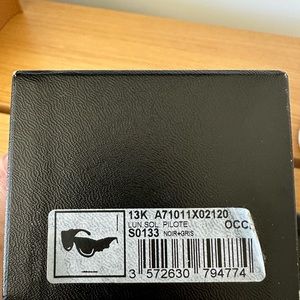 13K A71011X02120
LUN.SOL. PILOTE OCC.
S0133 NOIR+GRIS
3 572630 794774